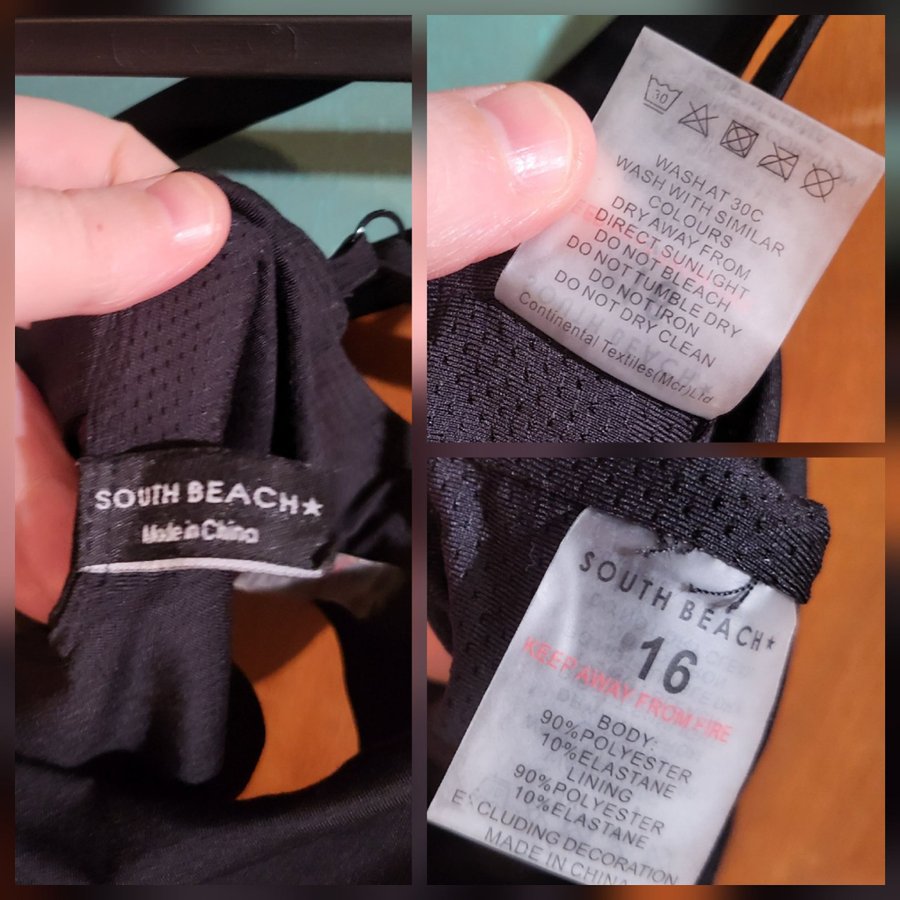 SOUTH BEACH★
Made in China
30
WASH AT 30C
WASH WITH SIMILAR
COLOURS
DRY AWAY FROM
DIRECT SUNLIGHT
DO NOT BLEACH
DO NOT TUMBLE DRY
DO NOT IRON
DO NOT DRY CLEAN
Continental Textiles(Mcr)Ltd
SOUTH BEACH★
16
KEEP AWAY FROM FIRE
BODY:
90%POLYESTER
10%ELASTANE
LINING
90%POLYESTER
10%ELASTANE
EXCLUDING DECORATION
MADE IN CHINA